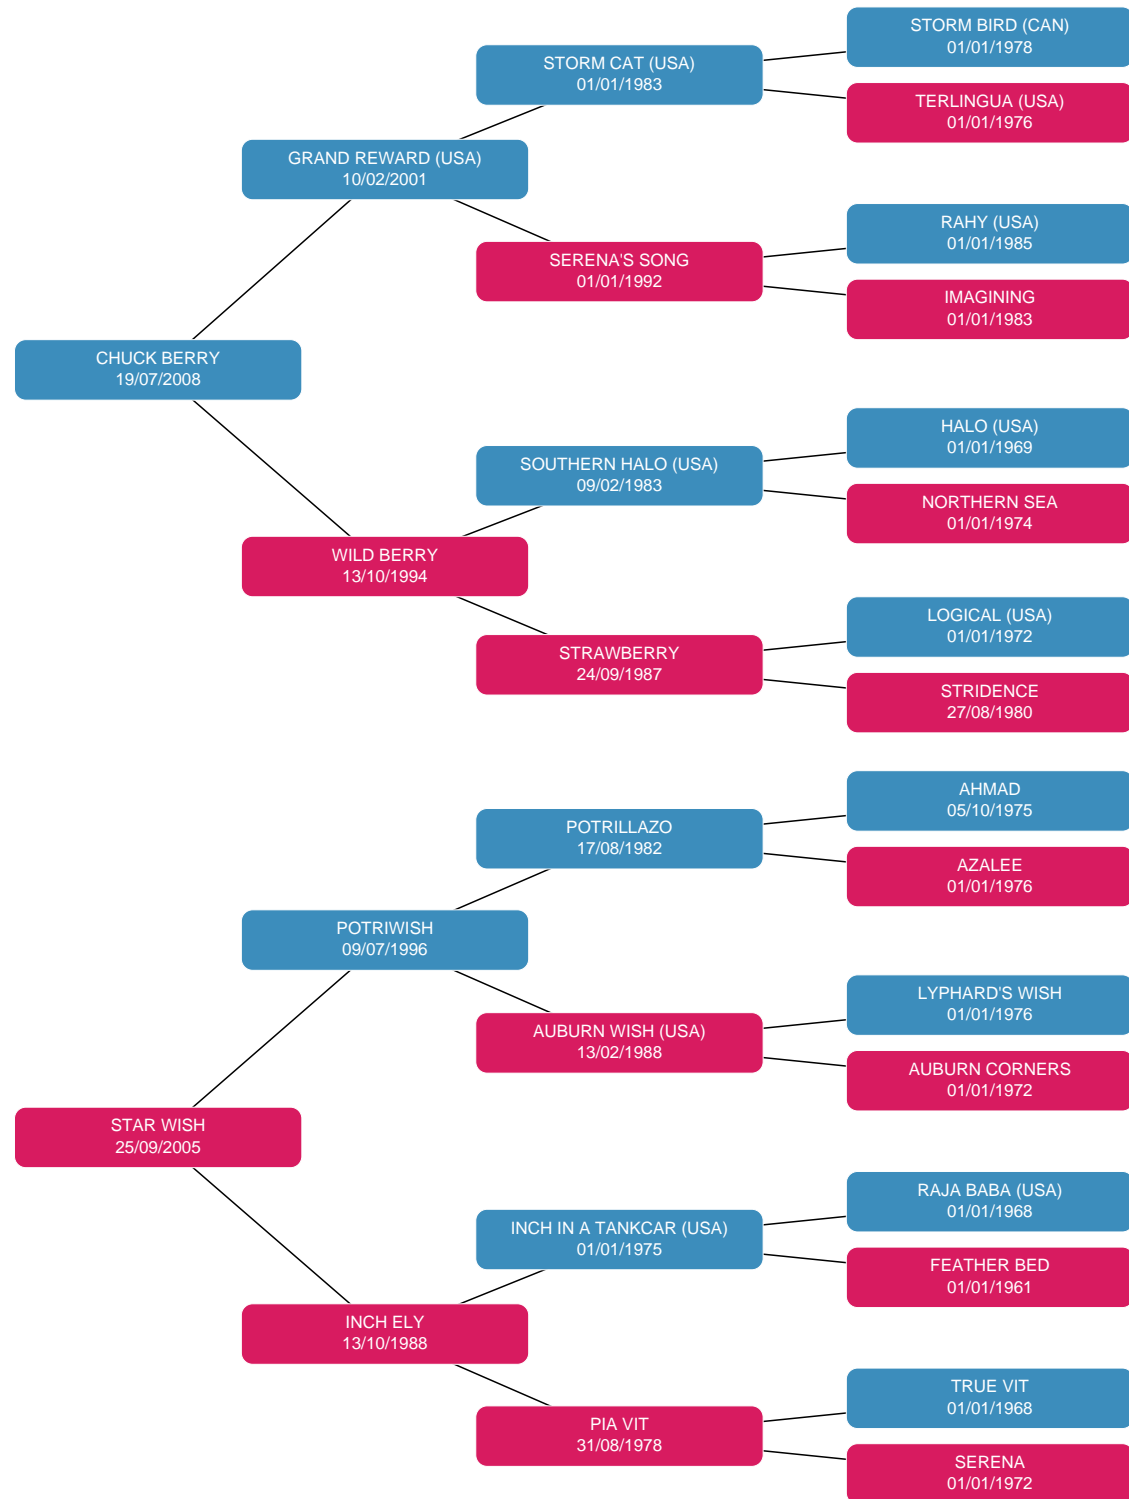 STORM BIRD (CAN)
01/01/1978
STORM CAT (USA)
01/01/1983
TERLINGUA (USA)
01/01/1976
GRAND REWARD (USA)
10/02/2001
RAHY (USA)
01/01/1985
SERENA'S SONG
01/01/1992
IMAGINING
01/01/1983
CHUCK BERRY
19/07/2008
HALO (USA)
01/01/1969
SOUTHERN HALO (USA)
09/02/1983
NORTHERN SEA
01/01/1974
WILD BERRY
13/10/1994
LOGICAL (USA)
01/01/1972
STRAWBERRY
24/09/1987
STRIDENCE
27/08/1980
AHMAD
05/10/1975
POTRILLAZO
17/08/1982
AZALEE
01/01/1976
POTRIWISH
09/07/1996
LYPHARD'S WISH
01/01/1976
AUBURN WISH (USA)
13/02/1988
AUBURN CORNERS
01/01/1972
STAR WISH
25/09/2005
RAJA BABA (USA)
01/01/1968
INCH IN A TANKCAR (USA)
01/01/1975
FEATHER BED
01/01/1961
INCH ELY
13/10/1988
TRUE VIT
01/01/1968
PIA VIT
31/08/1978
SERENA
01/01/1972